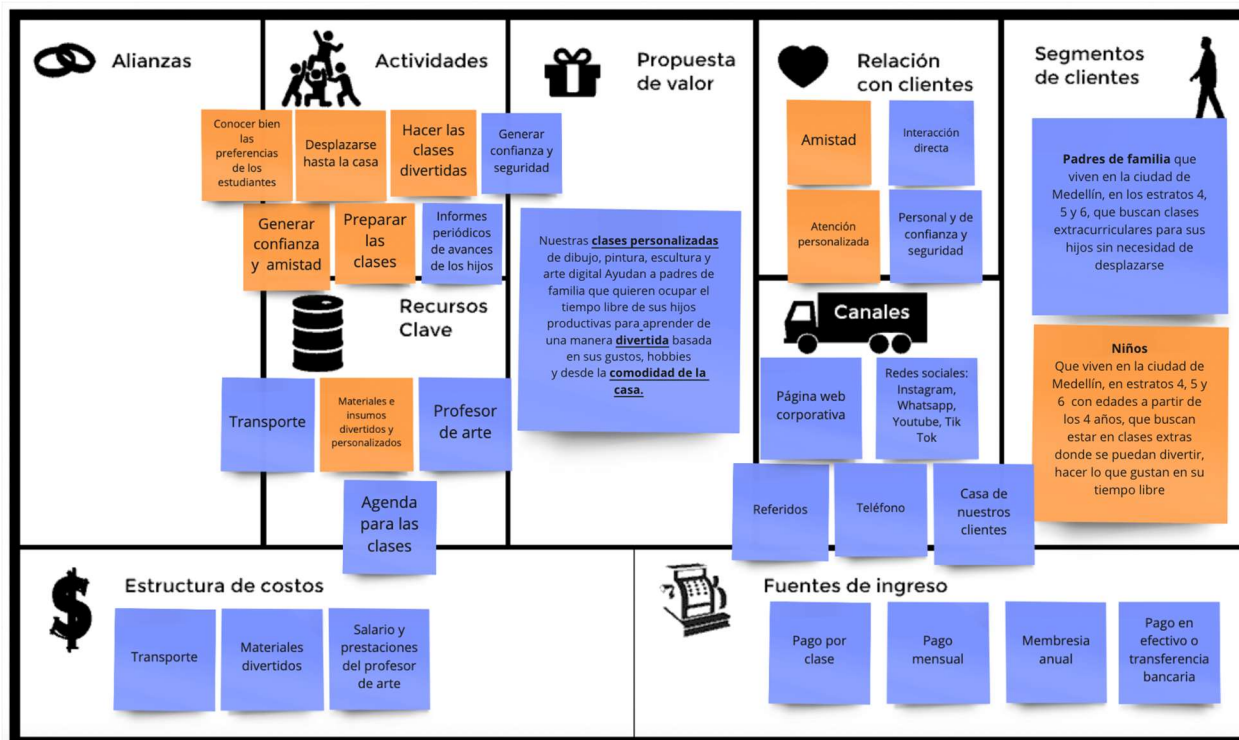 Alianzas
Actividades
Conocer bien
las
preferencias
de los
estudiantes
Desplazarse
hasta la casa
Hacer las
clases
divertidas
Generar
confianza y
seguridad
Generar
confianza
y amistad
Preparar
las
clases
Informes
periódicos
de avances
de los hijos
Recursos
Clave
Transporte
Materiales e
insumos
divertidos y
personalizados
Profesor
de arte
Agenda
para las
clases
Propuesta
de valor
Nuestras clases personalizadas
de dibujo, pintura, escultura y
arte digital Ayudan a padres de
familia que quieren ocupar el
tiempo libre de sus hijos
productivas para aprender de
una manera divertida basada
en sus gustos, hobbies
y desde la comodidad de la
casa.
Relación
con clientes
Amistad
Interacción
directa
Atención
personalizada
Personal y de
confianza y
seguridad
Canales
Página web
corporativa
Redes sociales:
Instagram,
Whatsapp,
Youtube, Tik
Tok
Referidos
Teléfono
Casa de
nuestros
clientes
Segmentos
de clientes
Padres de familia que
viven en la ciudad de
Medellín, en los estratos 4,
5 y 6, que buscan clases
extracurriculares para sus
hijos sin necesidad de
desplazarse
Niños
Que viven en la ciudad de
Medellín, en estratos 4, 5 y
6 con edades a partir de
los 4 años, que buscan
estar en clases extras
donde se puedan divertir,
hacer lo que gustan en su
tiempo libre
Estructura de costos
Transporte
Materiales
divertidos
Salario y
prestaciones
del profesor
de arte
Fuentes de ingreso
Pago por
clase
Pago
mensual
Membresia
anual
Pago en
efectivo o
transferencia
bancaria